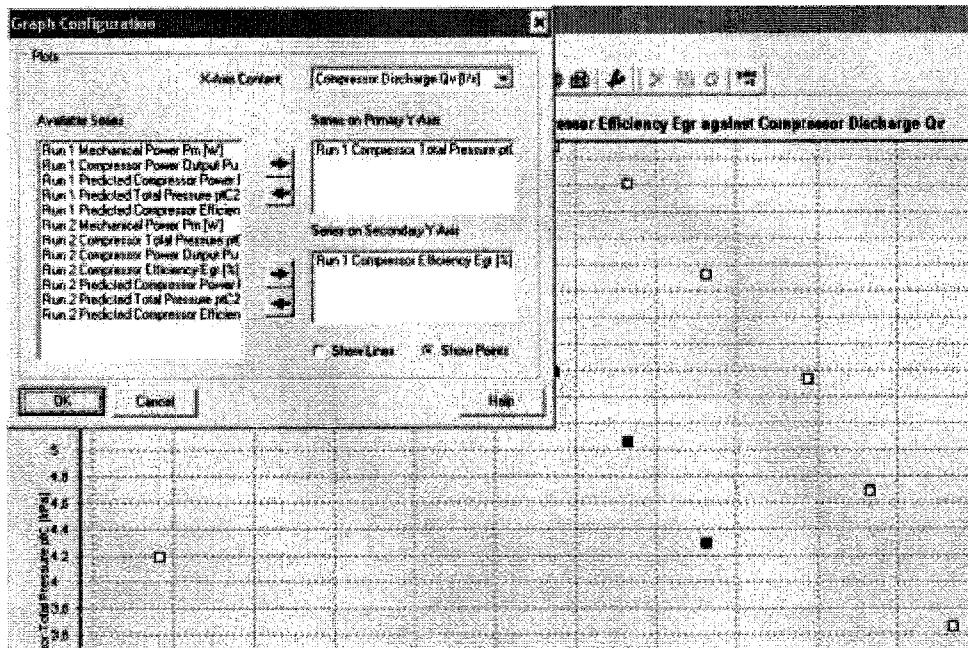 Graph Configuration
Plots
X-Axis Content
Compressor Discharge Qv [l/s]
Available Series
Run 1 Mechanical Power Pm [W]
Run 1 Compressor Power Output Pu
Run 1 Predicted Compressor Power
Run 1 Predicted Total Pressure ptC2
Run 1 Predicted Compressor Efficien
Run 2 Mechanical Power Pm [W]
Run 2 Compressor Total Pressure pt
Run 2 Compressor Power Output Pu
Run 2 Compressor Efficiency Egr [%]
Run 2 Predicted Compressor Power
Run 2 Predicted Total Pressure ptC2
Run 2 Predicted Compressor Efficien
Series on Primary Y-Axis
Run 1 Compressor Total Pressure pt
Series on Secondary Y-Axis
Run 1 Compressor Efficiency Egr [%]
Show Lines
Show Points
OK
Cancel
Help
essor Efficiency Egr against Compressor Discharge Qv
5
4.8
4.6
4.4
4.2
4
3.8
3.6
or Total Pressure [kPa]